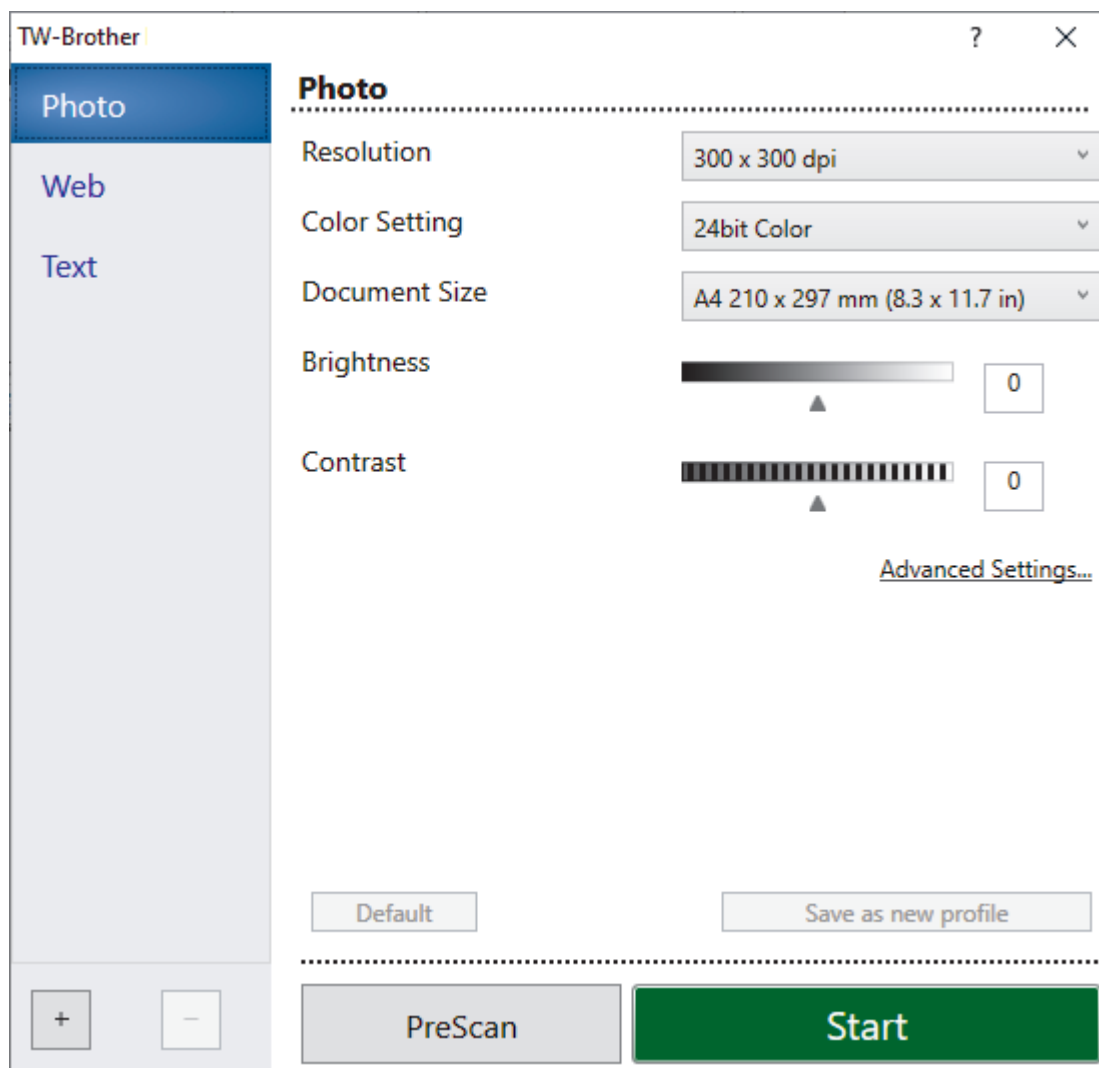 TW-Brother
?
Photo
Web
Text
+
−
Photo
Resolution
300 x 300 dpi
Color Setting
24bit Color
Document Size
A4 210 x 297 mm (8.3 x 11.7 in)
Brightness
0
Contrast
0
Advanced Settings...
Default
Save as new profile
PreScan
Start